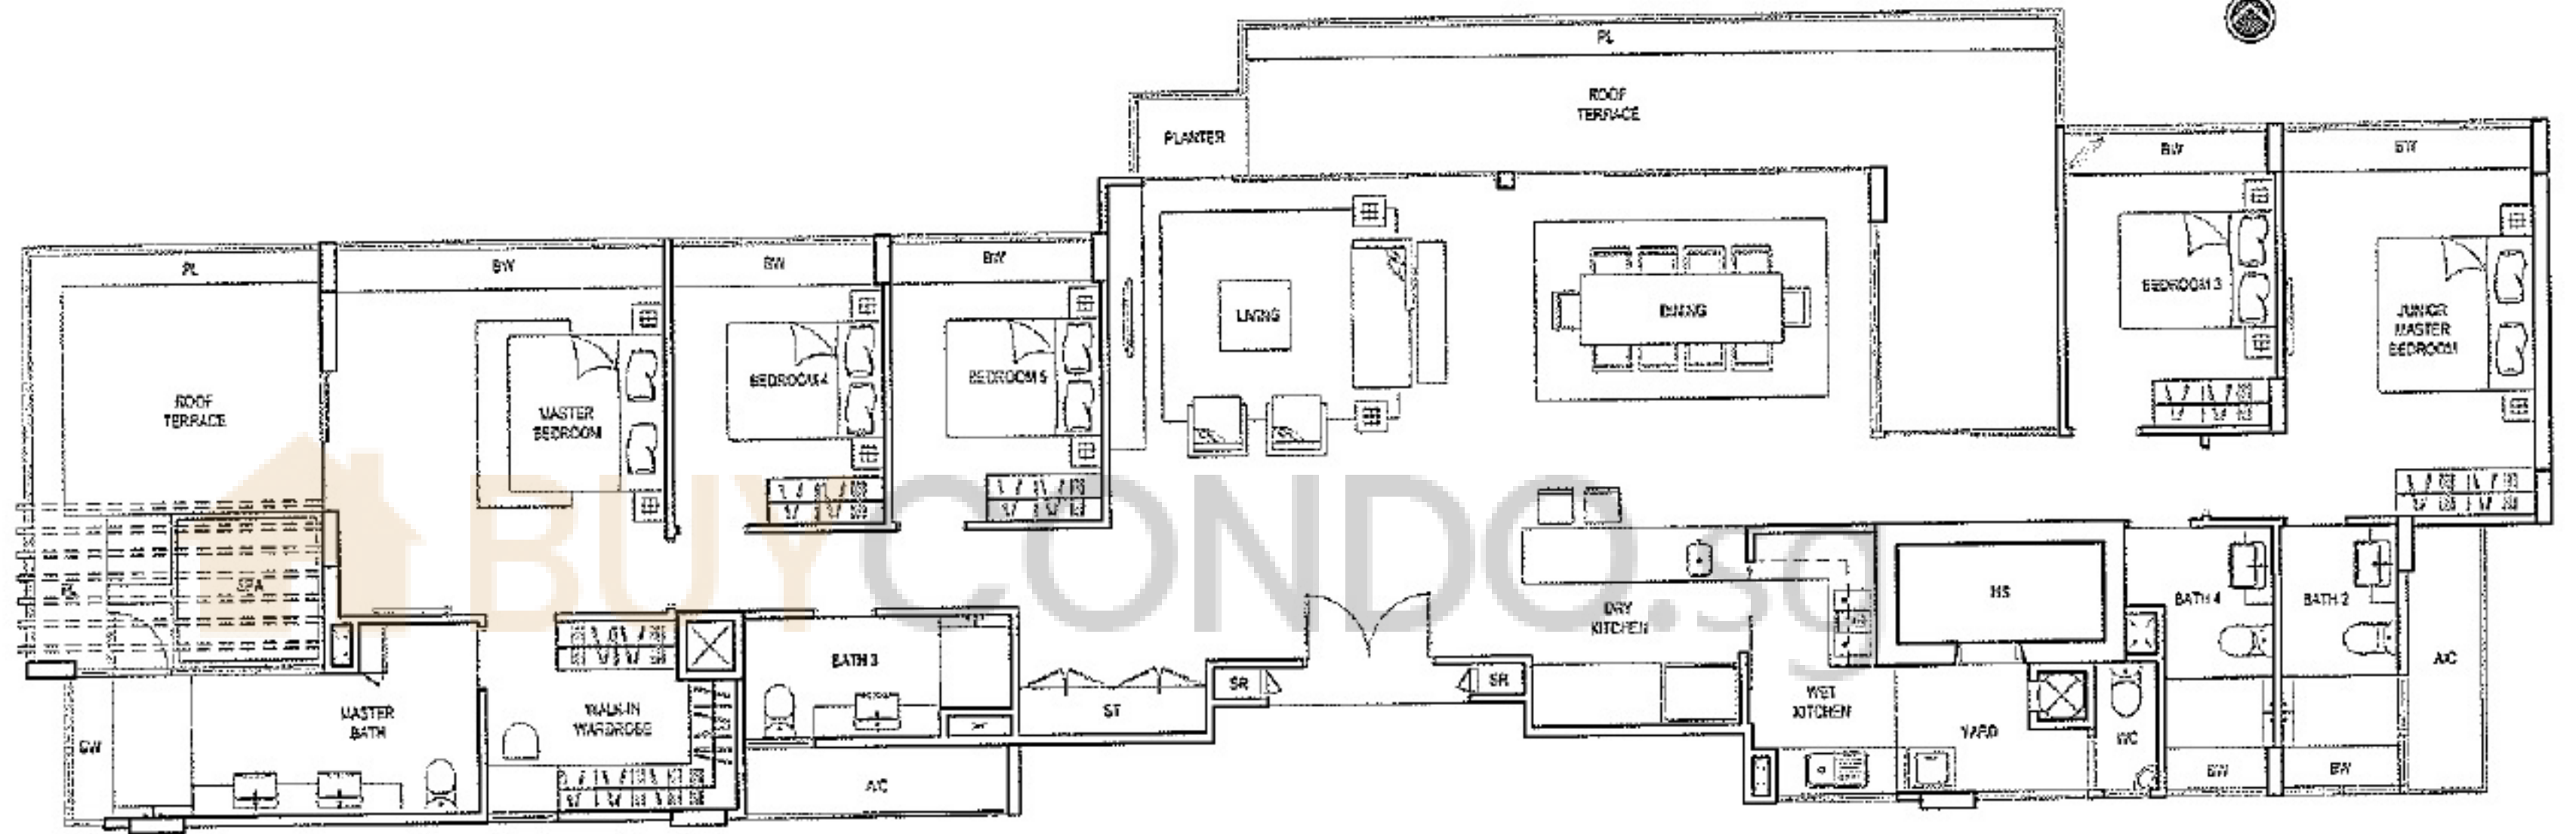 PL
ROOF
TERRACE
PLANTER
BW
BW
PL
BW
BW
BW
BEDROOM 3
JUNIOR
MASTER
BEDROOM
LIVING
DINING
ROOF
TERRACE
MASTER
BEDROOM
BEDROOM 4
BEDROOM 5
BUYCONDO.sg
PL
SPA
DRY
KITCHEN
HS
BATH 4
BATH 2
A/C
BATH 3
SR
SR
ST
MASTER
BATH
WALK-IN
WARDROBE
WET
KITCHEN
YARD
WC
BW
A/C
BW
BW